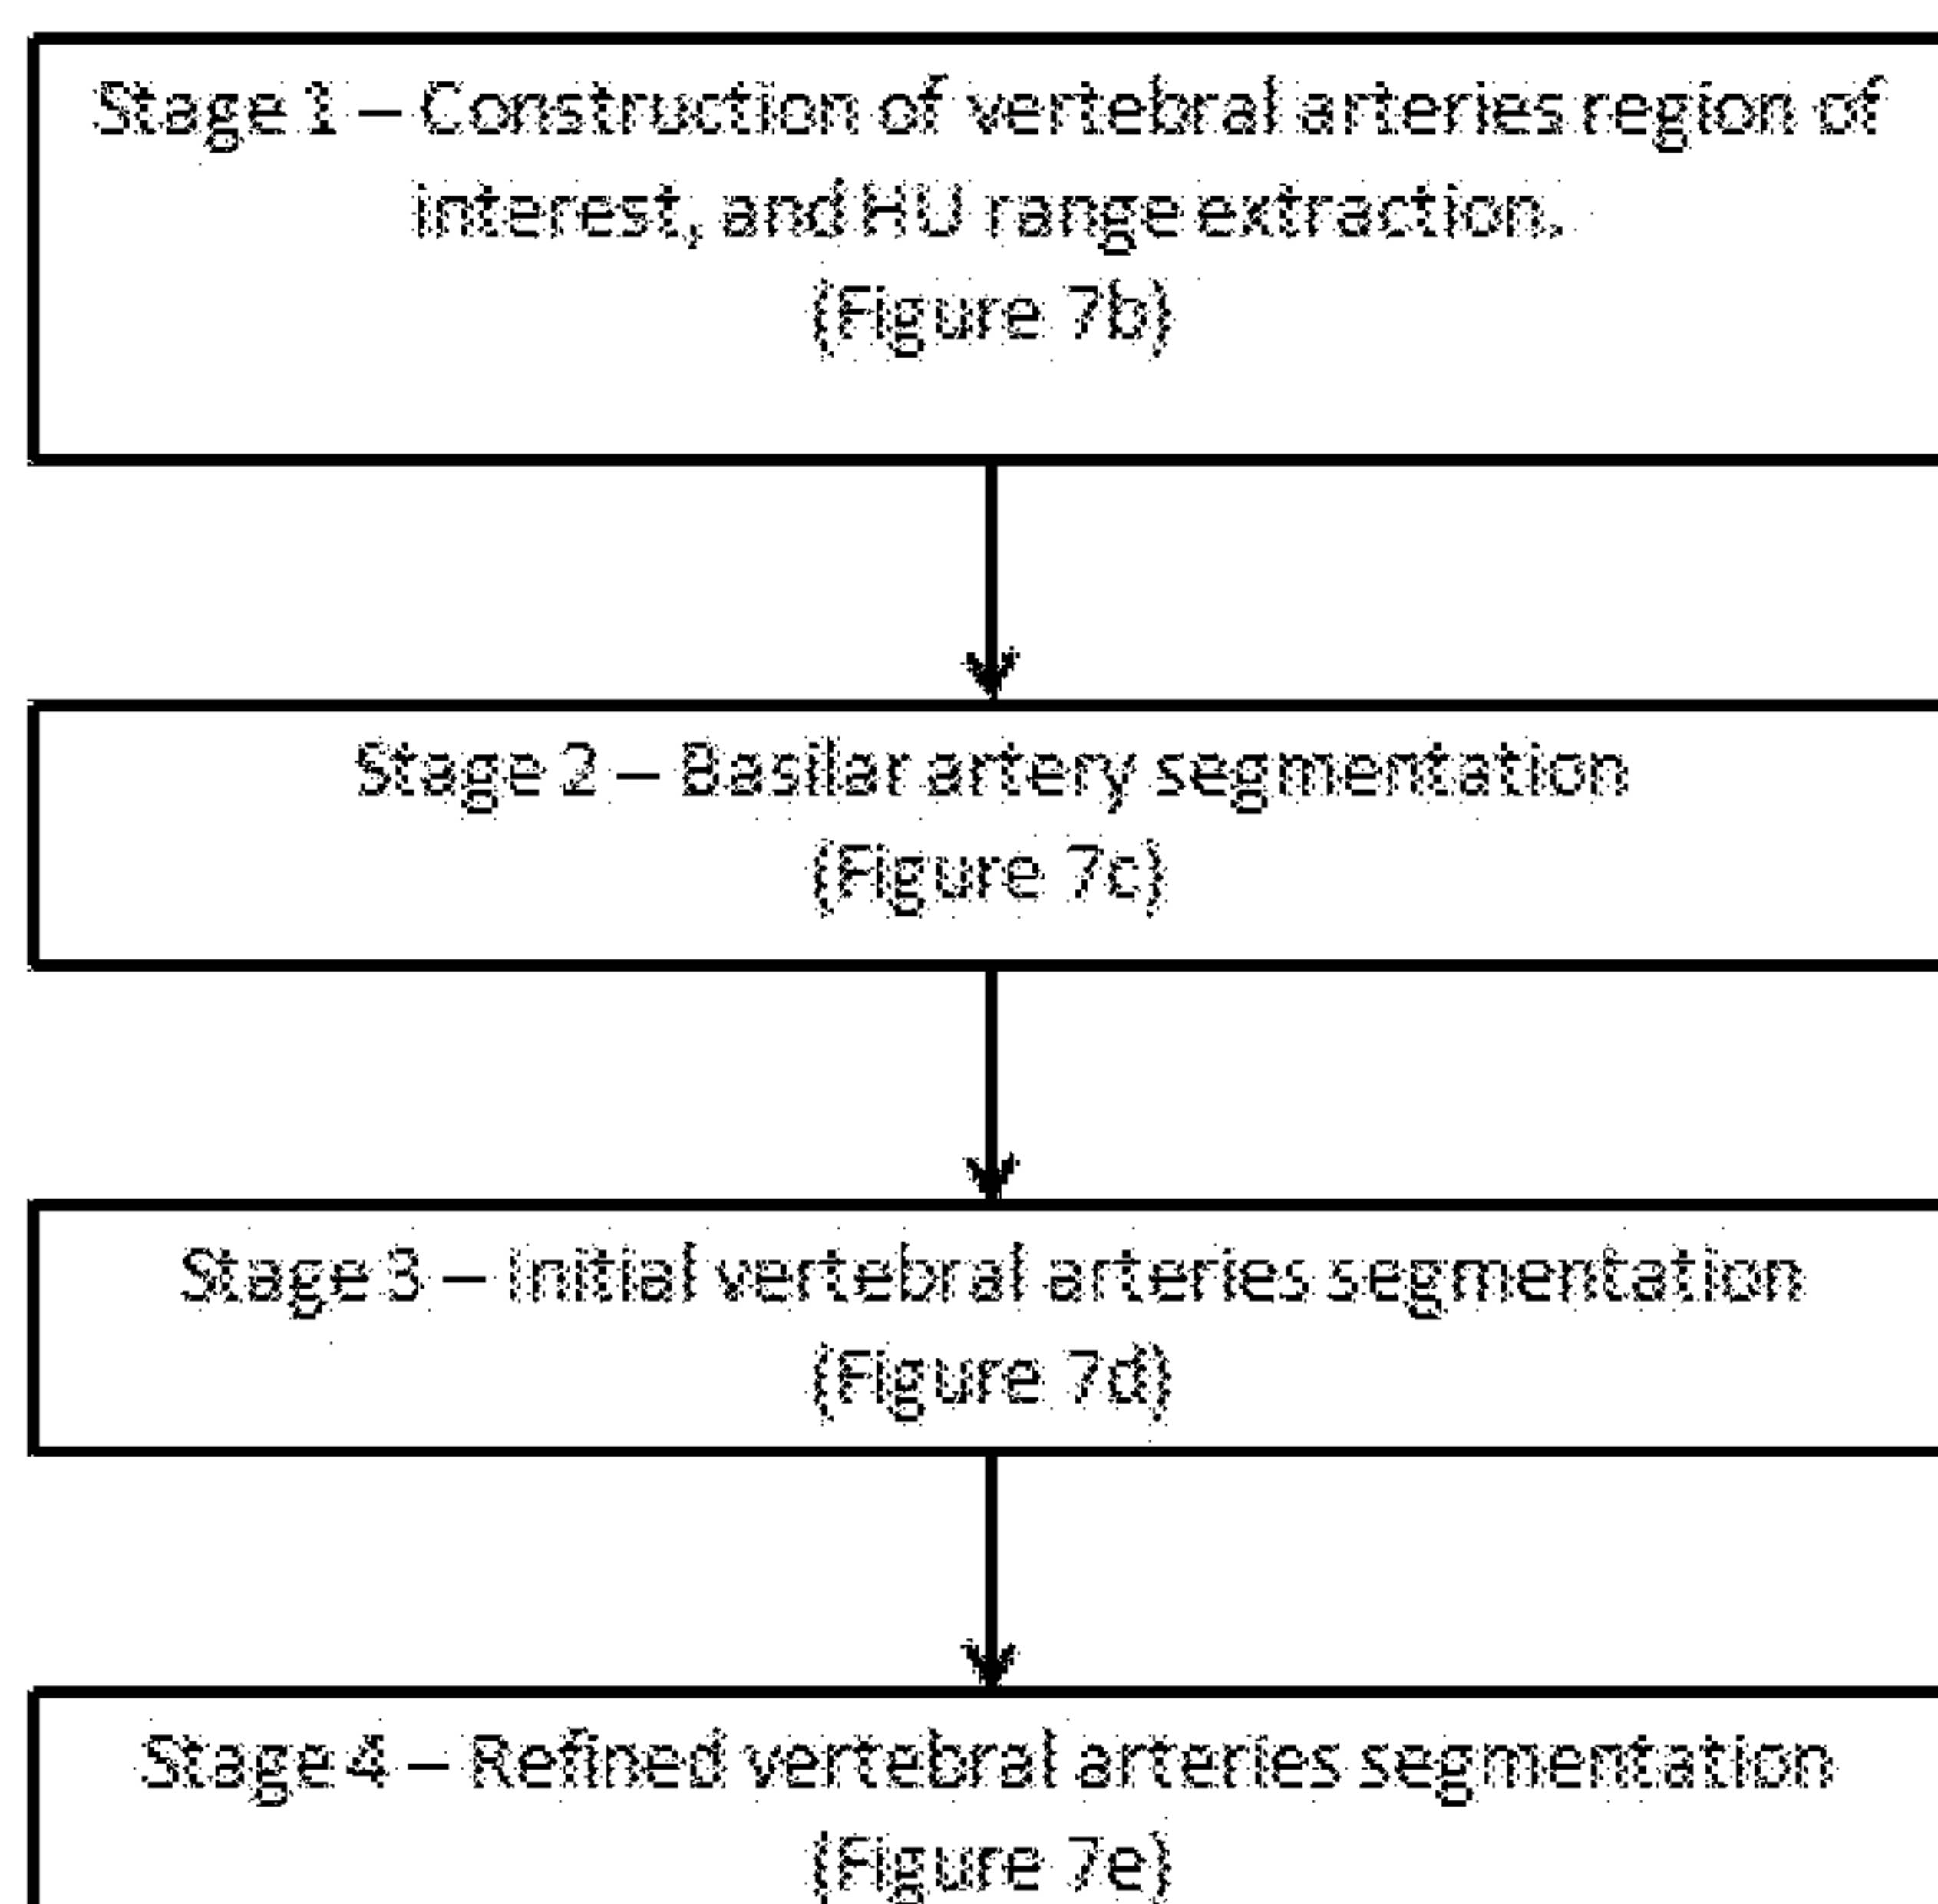 Stage 1 – Construction of vertebral arteries region of
interest, and HU range extraction.
(Figure 7b)
Stage 2 – Basilar artery segmentation
(Figure 7c)
Stage 3 – Initial vertebral arteries segmentation
(Figure 7d)
Stage 4 – Refined vertebral arteries segmentation
(Figure 7e)